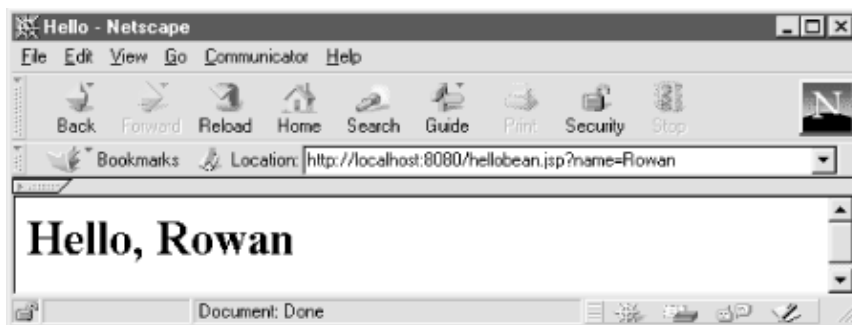 Hello - Netscape
File Edit View Go Communicator Help
Back Forward Reload Home Search Guide Print Security Stop
N
Bookmarks Location: http://localhost:8080/hellobean.jsp?name=Rowan
Hello, Rowan
Document: Done